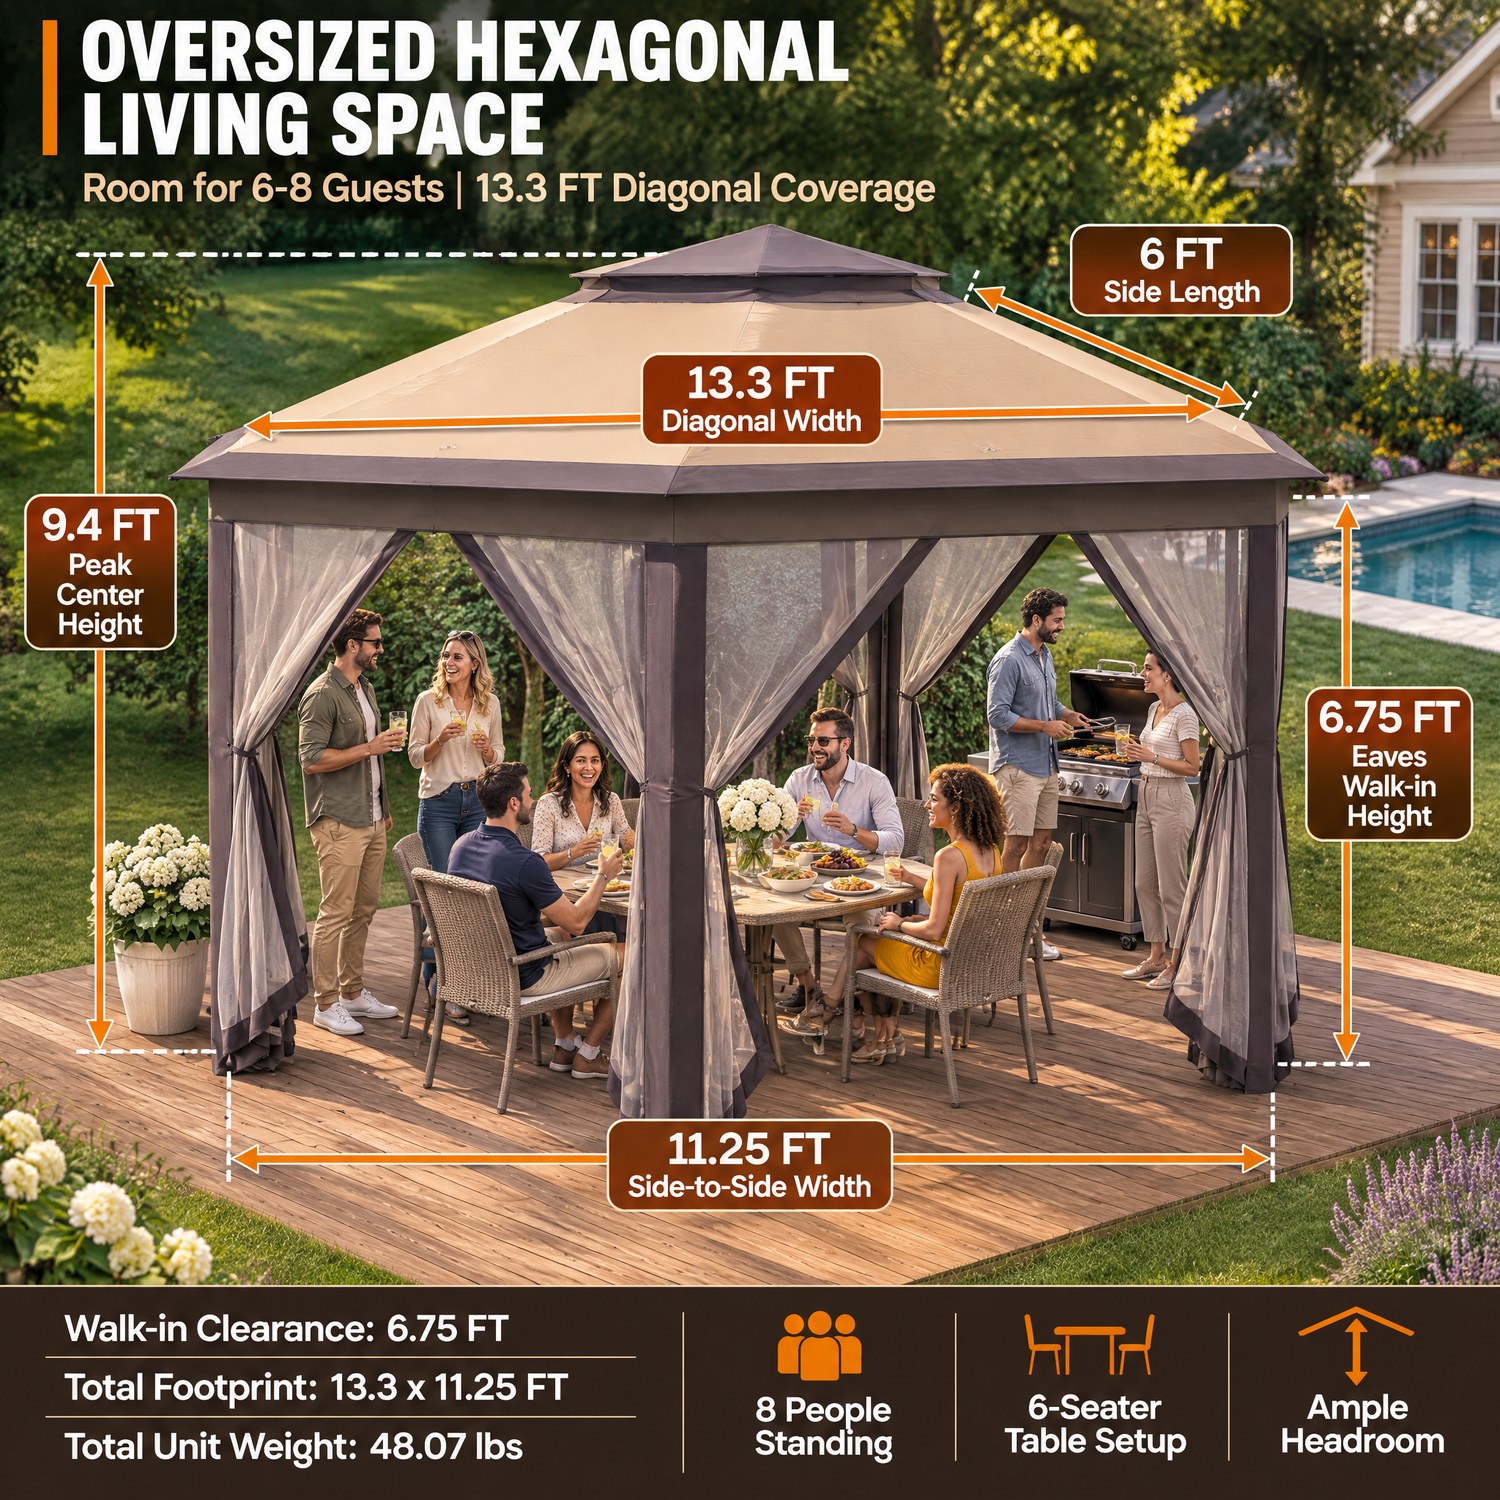 OVERSIZED HEXAGONAL
LIVING SPACE
Room for 6-8 Guests | 13.3 FT Diagonal Coverage
6 FT
Side Length
13.3 FT
Diagonal Width
9.4 FT
Peak
Center
Height
6.75 FT
Eaves
Walk-in
Height
11.25 FT
Side-to-Side Width
Walk-in Clearance: 6.75 FT
Total Footprint: 13.3 x 11.25 FT
Total Unit Weight: 48.07 lbs
8 People
Standing
6-Seater
Table Setup
Ample
Headroom